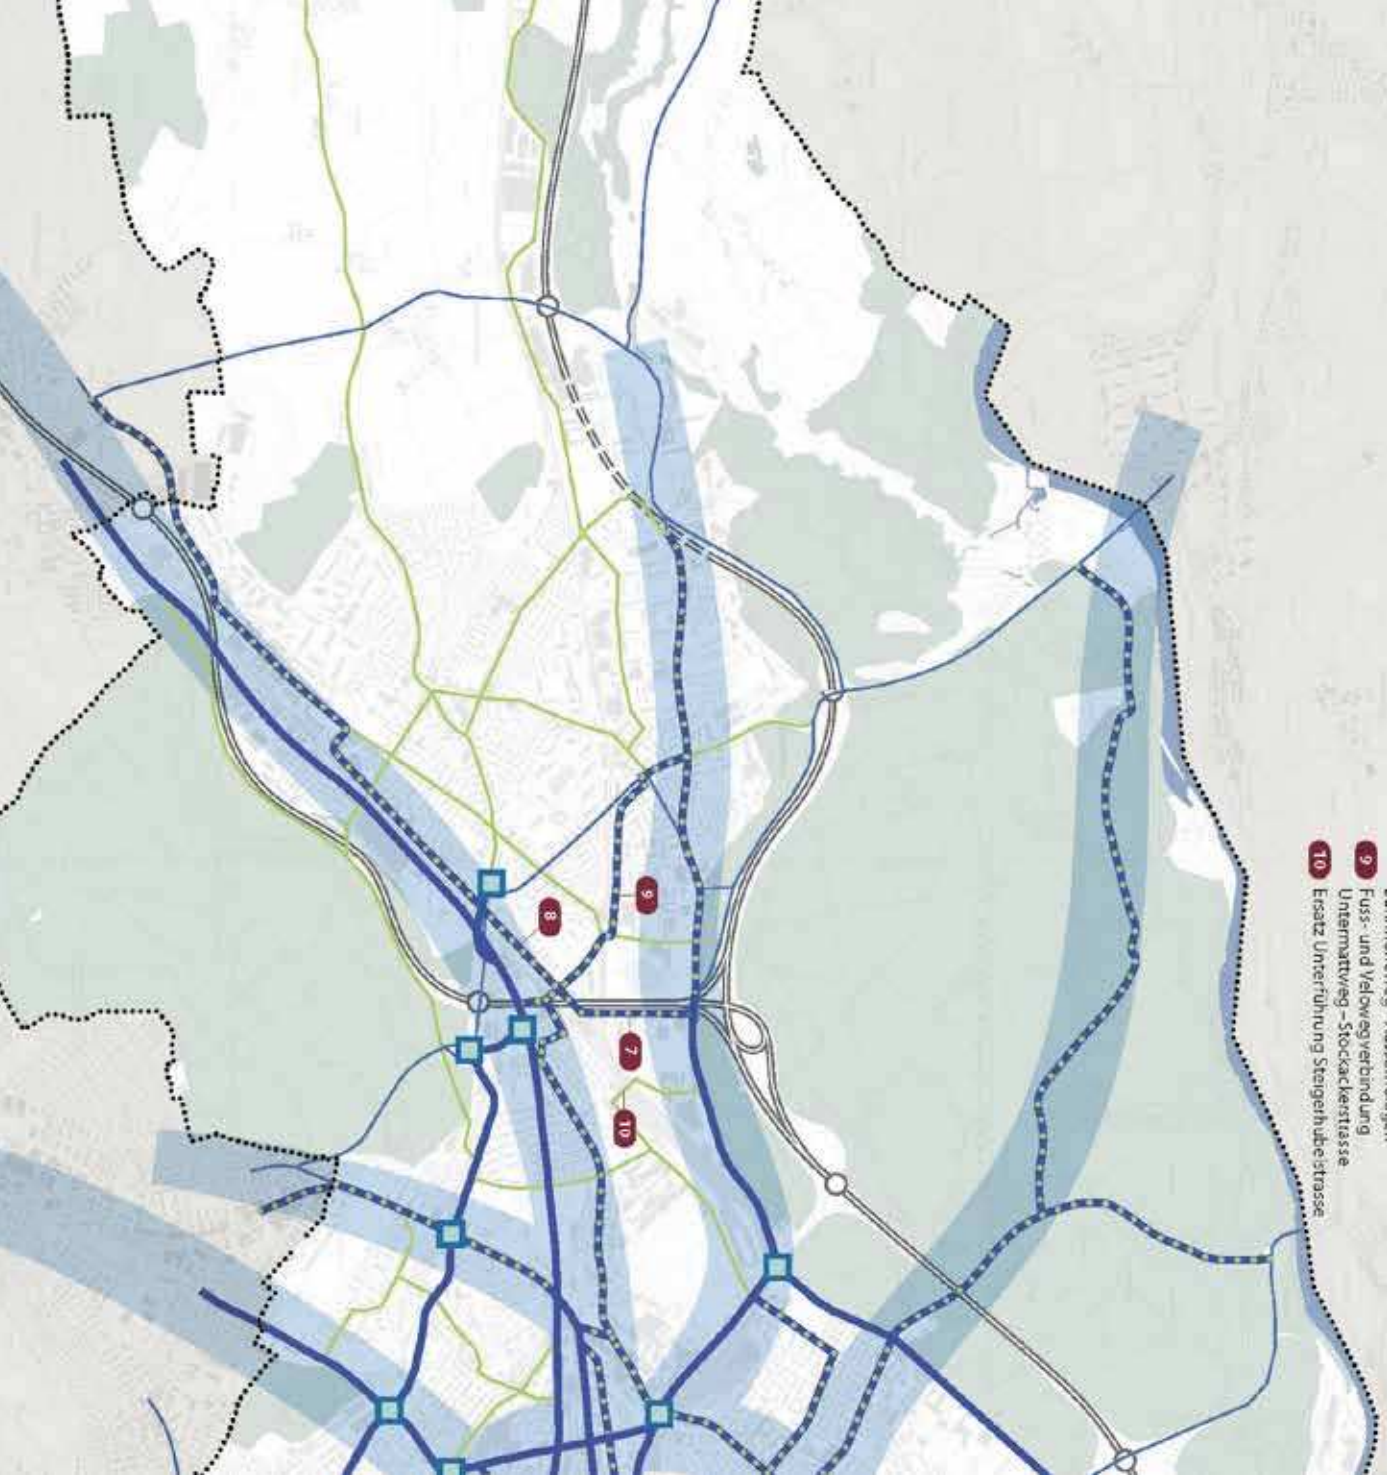 9 Fuss- und Velowegverbindung
Untermattweg – Stockackerstrasse
10 Ersatz Unterführung Steigerhubelstrasse
9
8
7
10